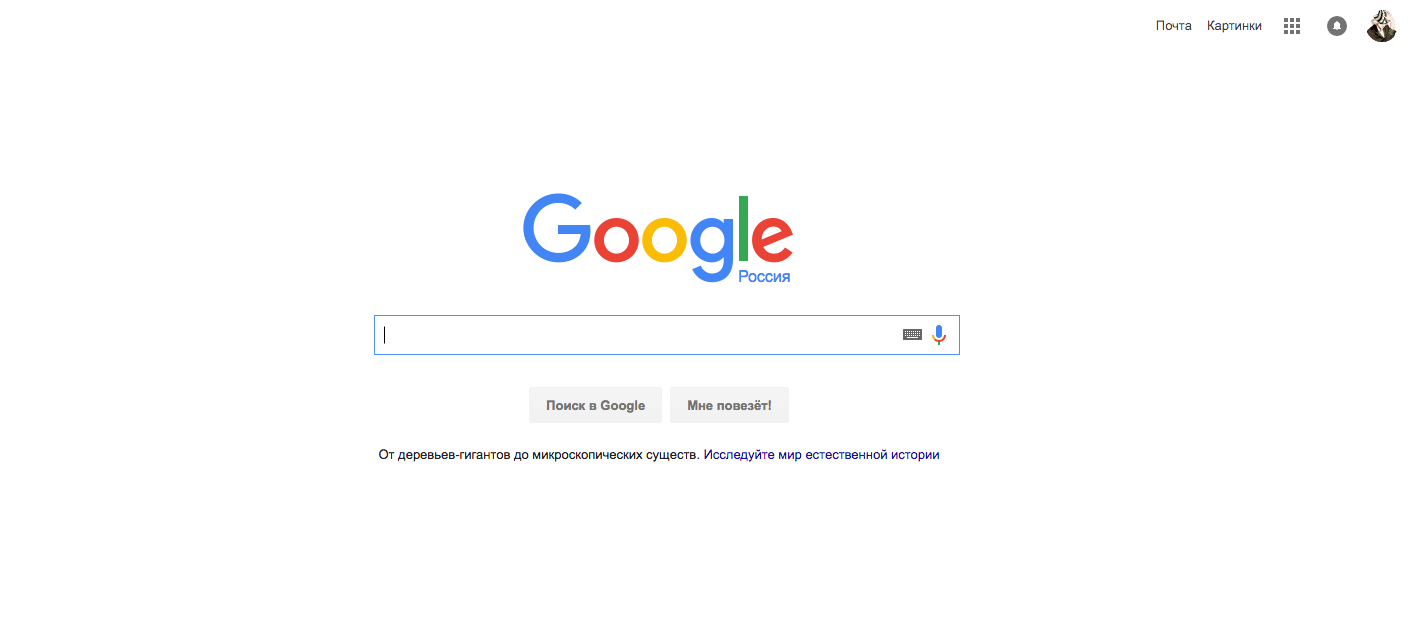 Почта Картинки
Google
Россия
Поиск в Google Мне повезёт!
От деревьев-гигантов до микроскопических существ. Исследуйте мир естественной истории